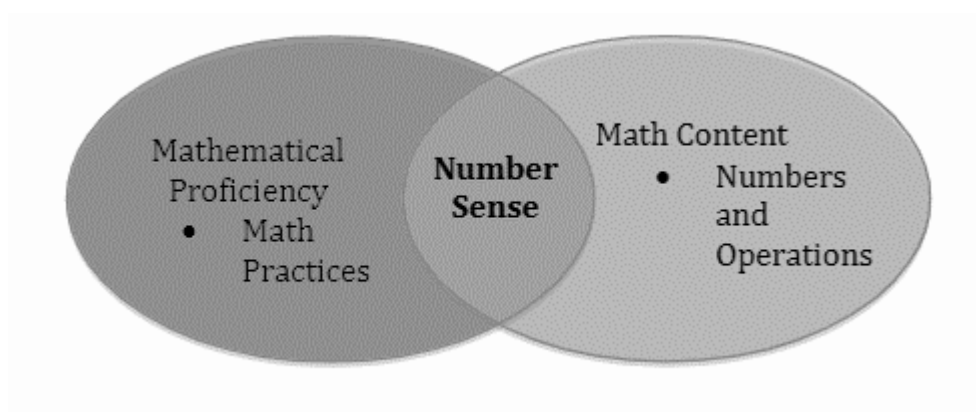 Mathematical
Proficiency
• Math
Practices
Number
Sense
Math Content
• Numbers
and
Operations